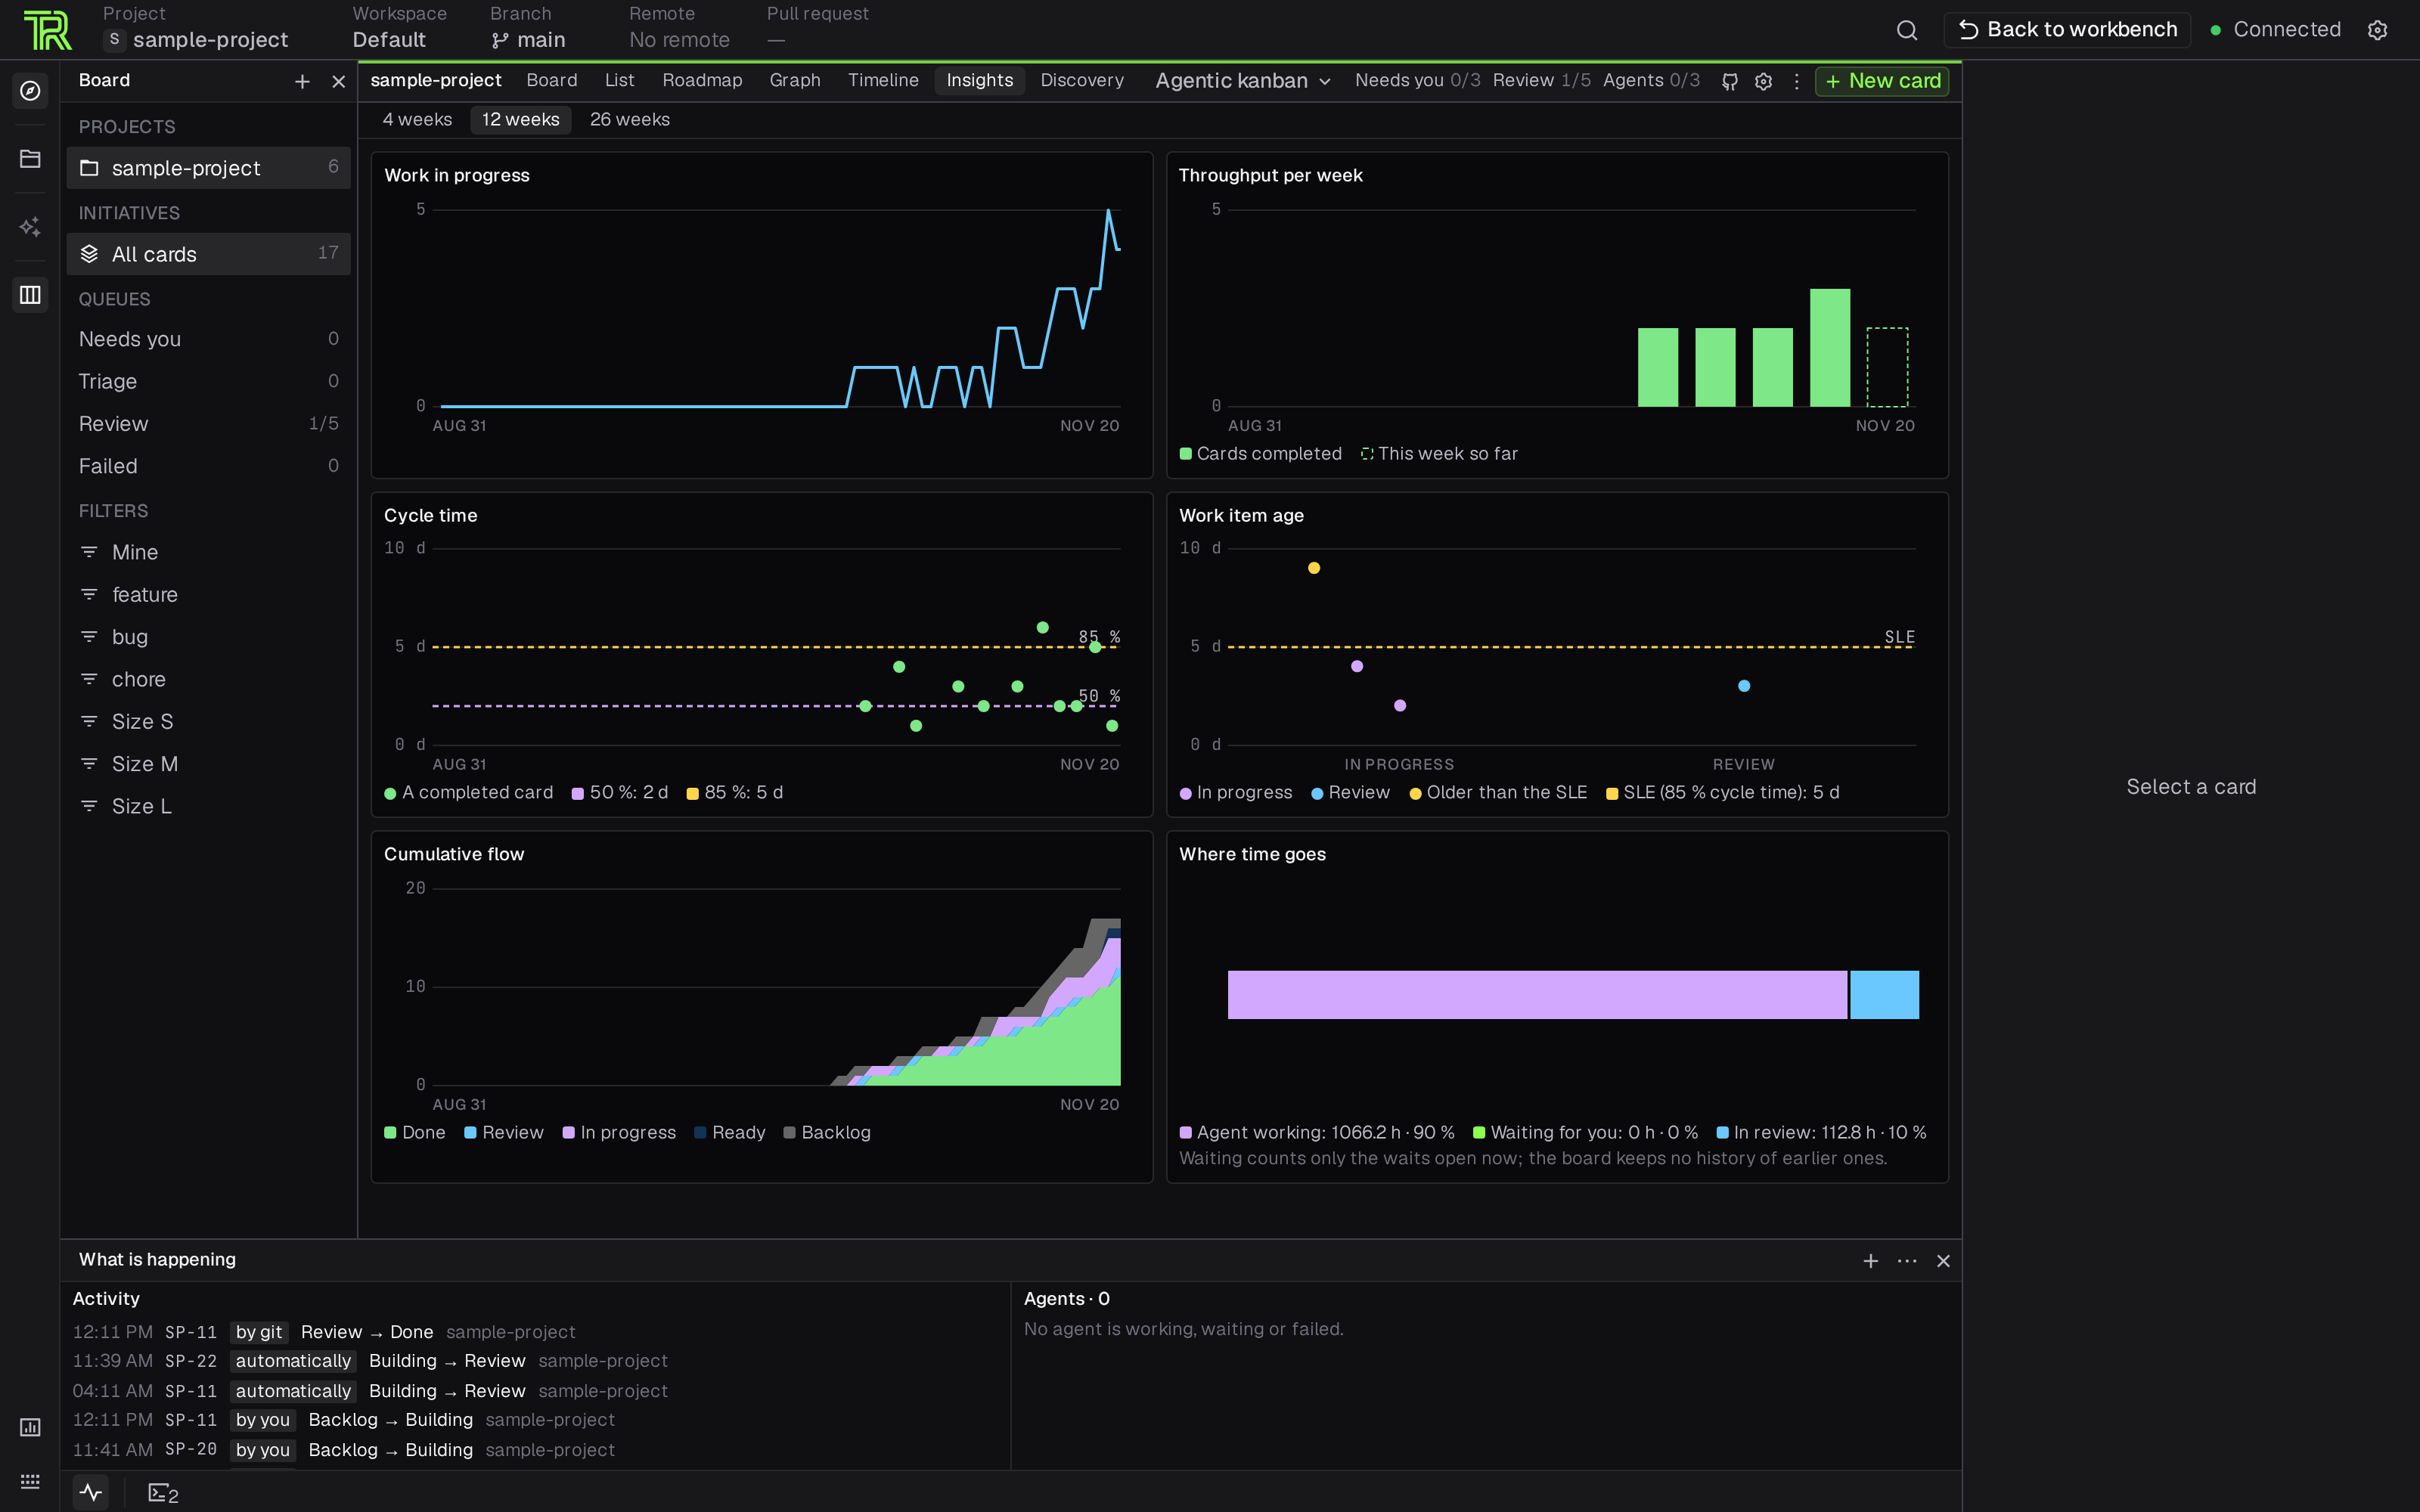 Project
S sample-project
Workspace
Default
Branch
main
Remote
No remote
Pull request
—
Back to workbench
Connected
Board
PROJECTS
sample-project 6
INITIATIVES
All cards 17
QUEUES
Needs you 0
Triage 0
Review 1/5
Failed 0
FILTERS
Mine
feature
bug
chore
Size S
Size M
Size L
sample-project Board List Roadmap Graph Timeline Insights Discovery Agentic kanban Needs you 0/3 Review 1/5 Agents 0/3 + New card
4 weeks 12 weeks 26 weeks
Work in progress
5
0
AUG 31 NOV 20
Throughput per week
5
0
AUG 31 NOV 20
Cards completed This week so far
Cycle time
10 d
85 %
5 d
50 %
0 d
AUG 31 NOV 20
A completed card 50 %: 2 d 85 %: 5 d
Work item age
10 d
SLE
5 d
0 d
IN PROGRESS REVIEW
In progress Review Older than the SLE SLE (85 % cycle time): 5 d
Cumulative flow
20
10
0
AUG 31 NOV 20
Done Review In progress Ready Backlog
Where time goes
Agent working: 1066.2 h · 90 % Waiting for you: 0 h · 0 % In review: 112.8 h · 10 %
Waiting counts only the waits open now; the board keeps no history of earlier ones.
Select a card
What is happening
Activity
12:11 PM SP-11 by git Review → Done sample-project
11:39 AM SP-22 automatically Building → Review sample-project
04:11 AM SP-11 automatically Building → Review sample-project
12:11 PM SP-11 by you Backlog → Building sample-project
11:41 AM SP-20 by you Backlog → Building sample-project
Agents · 0
No agent is working, waiting or failed.
2